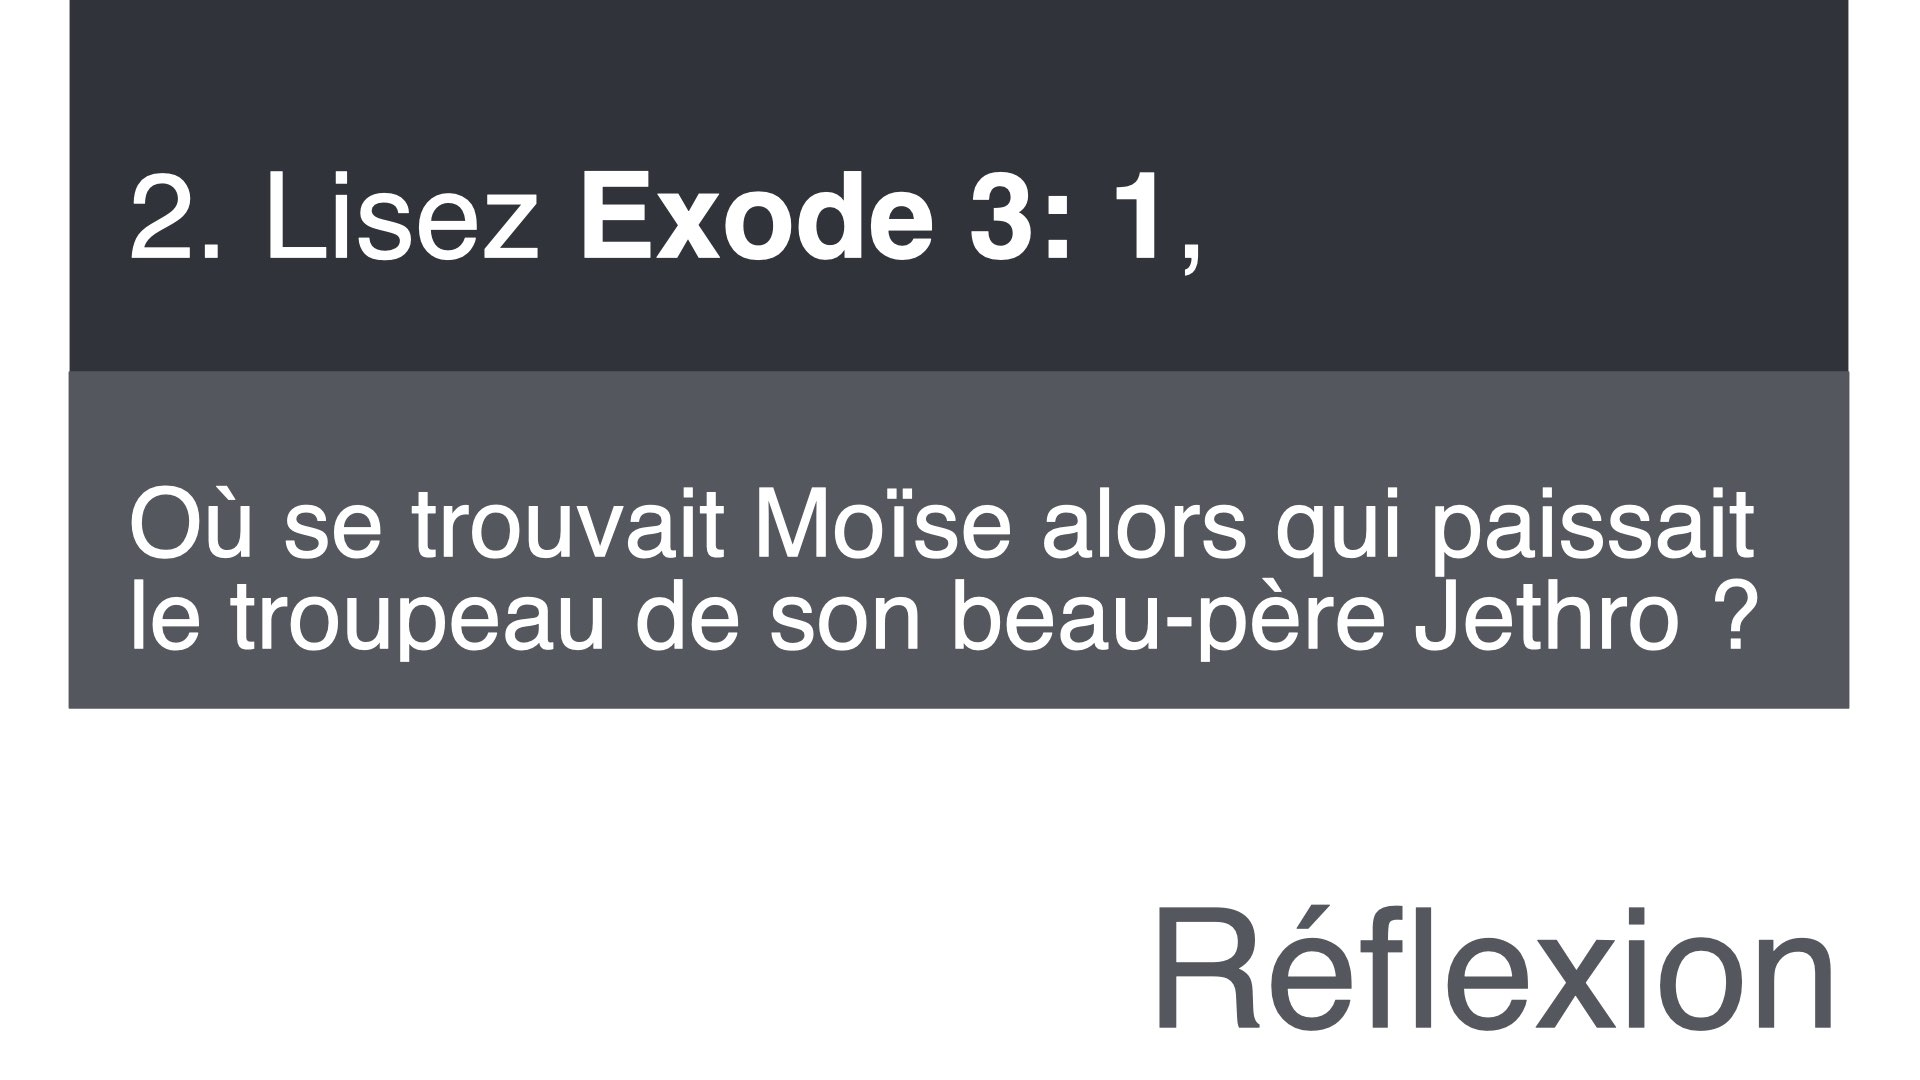 2. Lisez Exode 3: 1,
Où se trouvait Moïse alors qui paissait
le troupeau de son beau-père Jethro ?
Réflexion